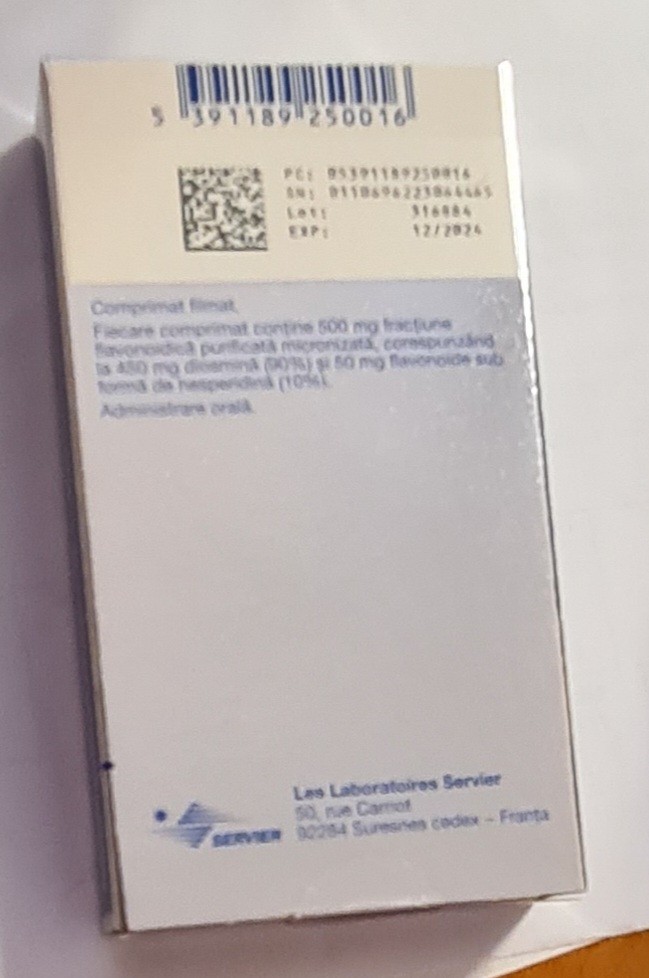 5 391189 250016
PC: 05391189250016
SN:
Lot: 316884
EXP: 12/2024
Comprimat filmat.
Fiecare comprimat conține 500 mg fracțiune
flavonoidică purificată micronizată, corespunzând
la 450 mg diosmină (90%) și 50 mg flavonoide sub
formă de hesperidină (10%).
Administrare orală.
Les Laboratoires Servier
50, rue Carnot
92284 Suresnes cedex – Franța
SERVIER